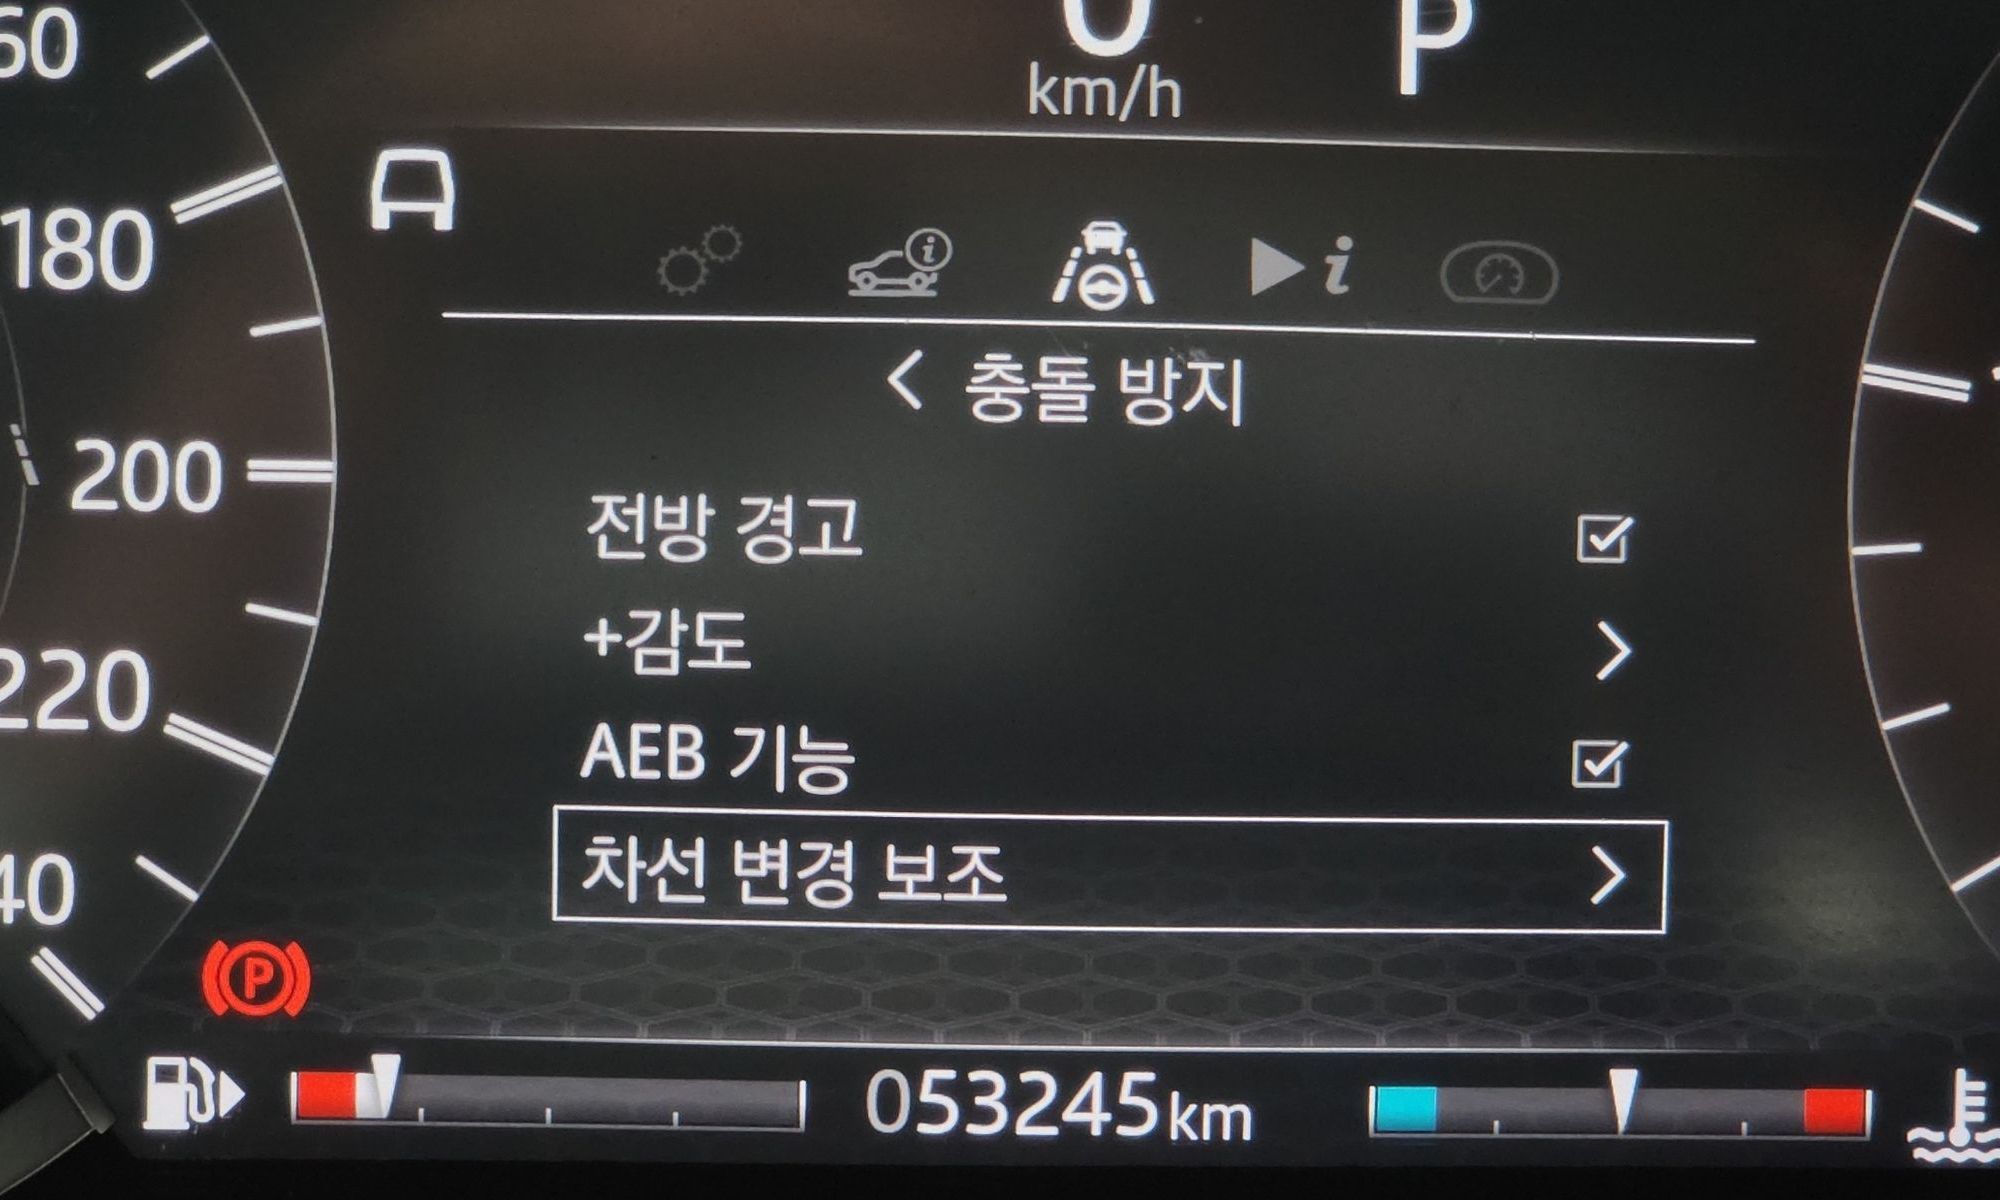 0 P
km/h
180
i
충돌 방지
200
전방 경고
+감도
220
AEB 기능
차선 변경 보조
P
053245km